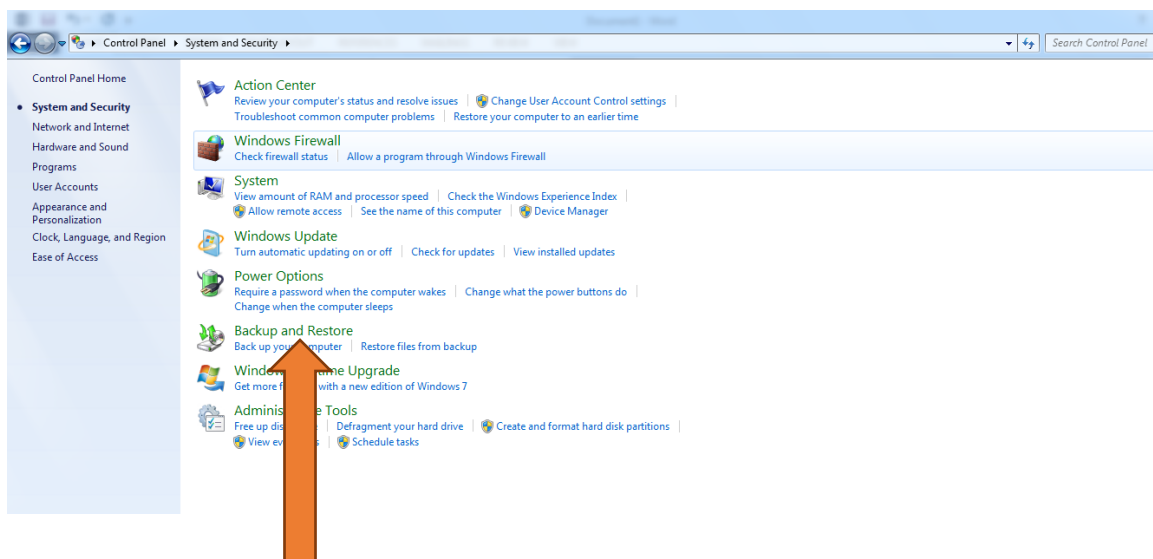 Control Panel ▸ System and Security ▸
Search Control Panel
Control Panel Home
System and Security
Network and Internet
Hardware and Sound
Programs
User Accounts
Appearance and
Personalization
Clock, Language, and Region
Ease of Access
Action Center
Review your computer's status and resolve issues | Change User Account Control settings |
Troubleshoot common computer problems | Restore your computer to an earlier time
Windows Firewall
Check firewall status | Allow a program through Windows Firewall
System
View amount of RAM and processor speed | Check the Windows Experience Index |
Allow remote access | See the name of this computer | Device Manager
Windows Update
Turn automatic updating on or off | Check for updates | View installed updates
Power Options
Require a password when the computer wakes | Change what the power buttons do |
Change when the computer sleeps
Backup and Restore
Back up your computer | Restore files from backup
Upgrade
Get more with a new edition of Windows 7
Tools
Free up | Defragment your hard drive | Create and format hard disk partitions |
View | Schedule tasks